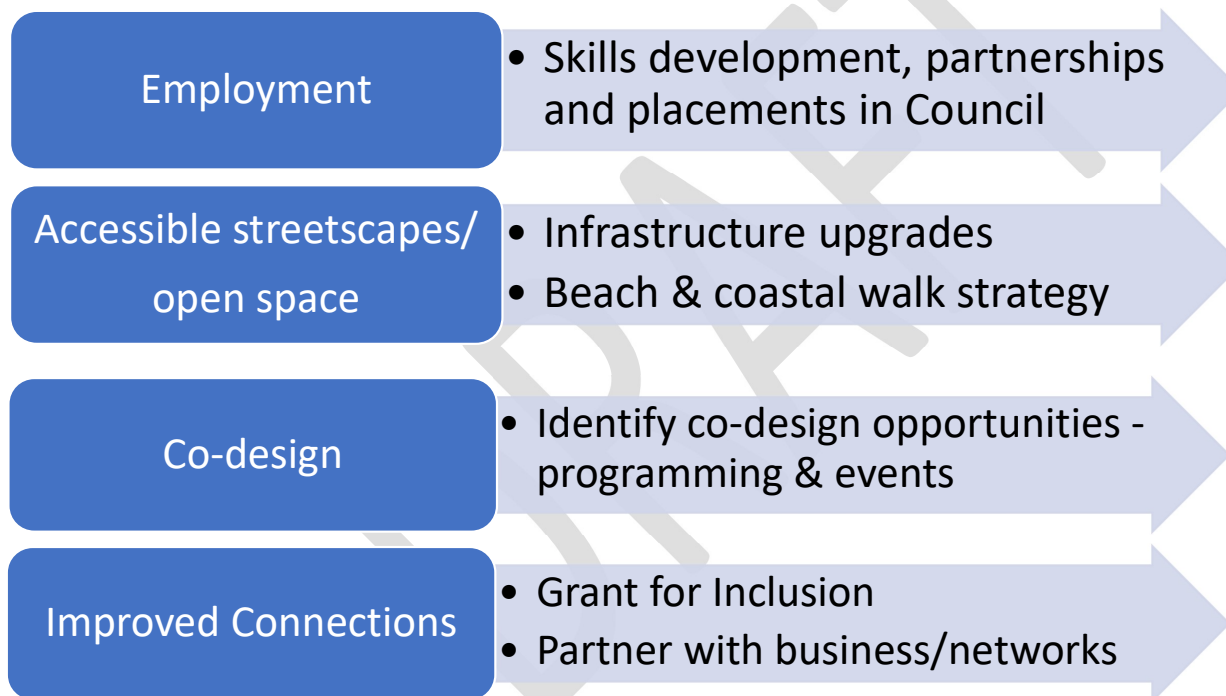 Employment
• Skills development, partnerships
and placements in Council
Accessible streetscapes/
open space
• Infrastructure upgrades
• Beach & coastal walk strategy
Co-design
• Identify co-design opportunities -
programming & events
Improved Connections
• Grant for Inclusion
• Partner with business/networks
DRAFT